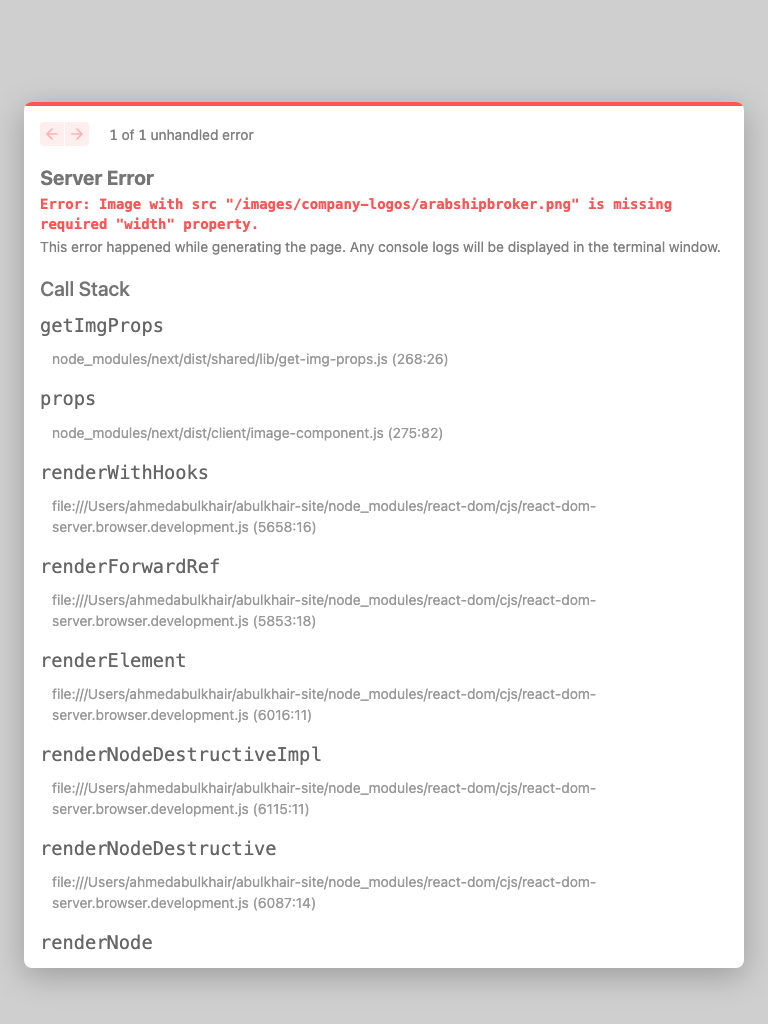 1 of 1 unhandled error
Server Error
Error: Image with src "/images/company-logos/arabshipbroker.png" is missing
required "width" property.
This error happened while generating the page. Any console logs will be displayed in the terminal window.
Call Stack
getImgProps
node_modules/next/dist/shared/lib/get-img-props.js (268:26)
props
node_modules/next/dist/client/image-component.js (275:82)
renderWithHooks
file:///Users/ahmedabulkhair/abulkhair-site/node_modules/react-dom/cjs/react-dom-
server.browser.development.js (5658:16)
renderForwardRef
file:///Users/ahmedabulkhair/abulkhair-site/node_modules/react-dom/cjs/react-dom-
server.browser.development.js (5853:18)
renderElement
file:///Users/ahmedabulkhair/abulkhair-site/node_modules/react-dom/cjs/react-dom-
server.browser.development.js (6016:11)
renderNodeDestructiveImpl
file:///Users/ahmedabulkhair/abulkhair-site/node_modules/react-dom/cjs/react-dom-
server.browser.development.js (6115:11)
renderNodeDestructive
file:///Users/ahmedabulkhair/abulkhair-site/node_modules/react-dom/cjs/react-dom-
server.browser.development.js (6087:14)
renderNode